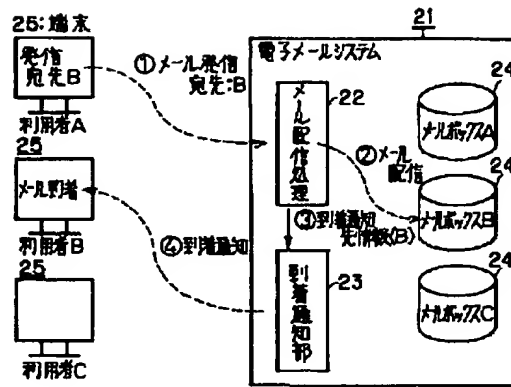 25:端末
発信
宛先B
利用者A
25
メール到着
利用者B
25
利用者C
①メール発信
宛先:B
④到着通知
21
電子メールシステム
22
メール配信処理
②メール
配信
③到着通知
先情報(B)
23
到着通知部
24
メールボックスA
24
メールボックスB
24
メールボックスC